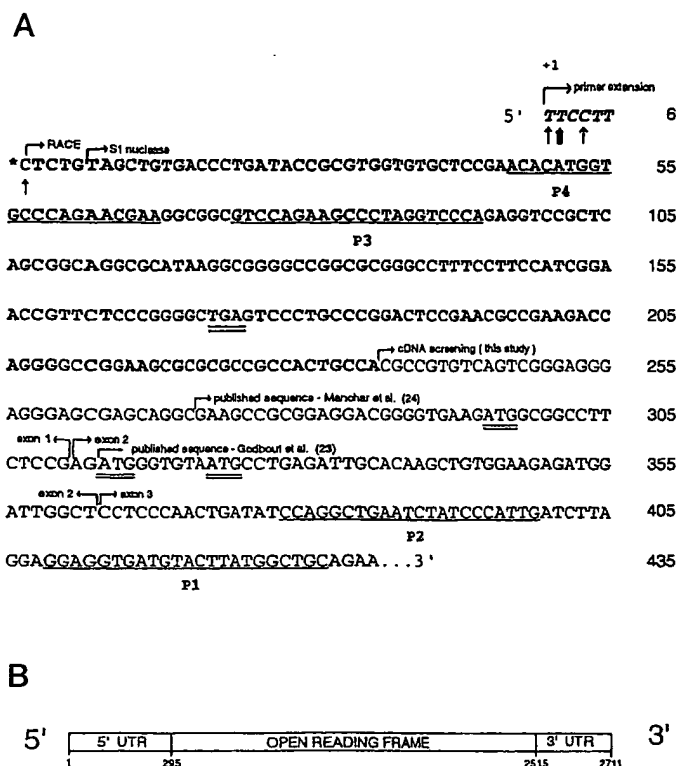 A
+1
primer extension
5' TTCCTT 6
RACE
S1 nuclease
*CTCTGTAGCTGTGACCCTGATACCGCGTGGTGTGCTCCGAACACATGGT 55
P4
GCCCAGAACGAAGGCGGCGTCCAGAAGCCCTAGGTCCCAGAGGTCCGCTC 105
P3
AGCGGCAGGCGCATAAGGCGGGGCCGGCGCGGGCCTTTCCTTCCATCGGA 155
ACCGTTCTCCCGGGGCTGAGTCCCTGCCCGGACTCCGAACGCCGAAGACC 205
cDNA screening ( this study )
AGGGGCCGGAAGCGCGCGCCGCCACTGCCACGCCGTGTCAGTCGGGAGGG 255
published sequence - Manohar et al. (24)
AGGGAGCGAGCAGGCGAAGCCGCGGAGGACGGGGTGAAGATGGCGGCCTT 305
exon 1 exon 2
published sequence - Godbout et al. (23)
CTCCGAGATGGGTGTAATGCCTGAGATTGCACAAGCTGTGGAAGAGATGG 355
exon 2 exon 3
ATTGGCTCCTCCCAACTGATATCCAGGCTGAATCTATCCCATTGATCTTA 405
P2
GGAGGAGGTGATGTACTTATGGCTGCAGAA...3' 435
P1
B
5' 5' UTR OPEN READING FRAME 3' UTR 3'
1 295 2515 2711